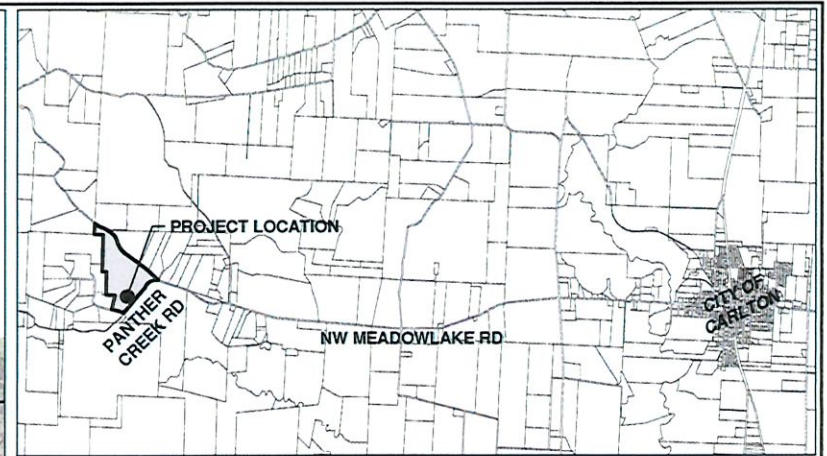 PROJECT LOCATION
PANTHER
CREEK RD
NW MEADOWLAKE RD
CITY OF
CARLTON